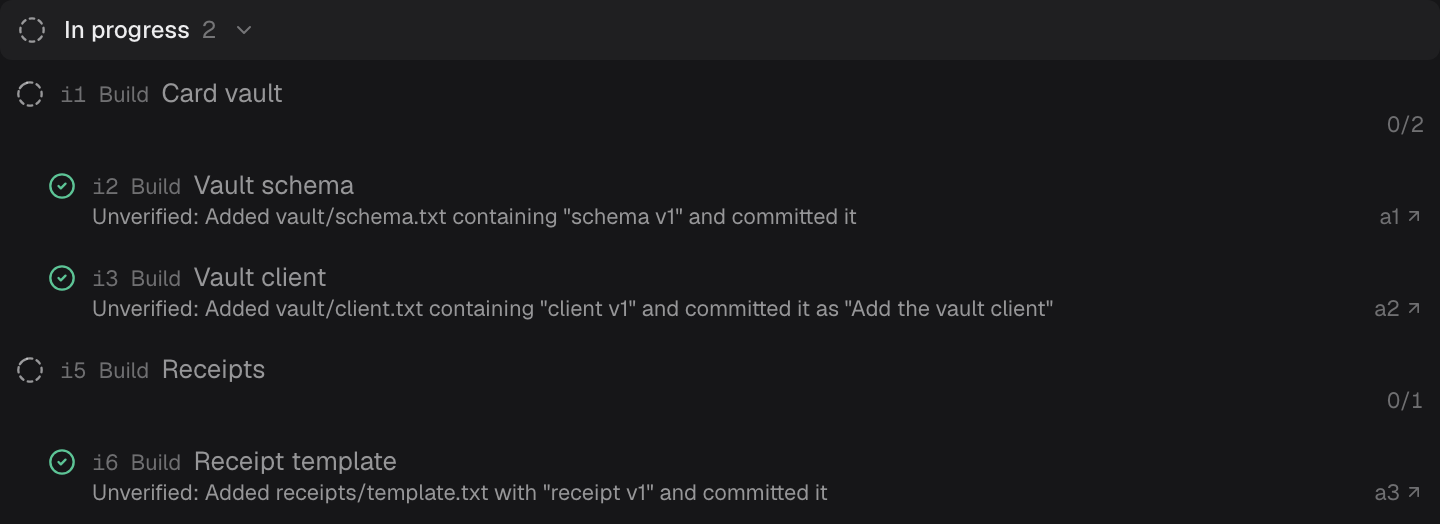 In progress 2
i1 Build Card vault
0/2
i2 Build Vault schema
Unverified: Added vault/schema.txt containing "schema v1" and committed it a1 ↗
i3 Build Vault client
Unverified: Added vault/client.txt containing "client v1" and committed it as "Add the vault client" a2 ↗
i5 Build Receipts
0/1
i6 Build Receipt template
Unverified: Added receipts/template.txt with "receipt v1" and committed it a3 ↗